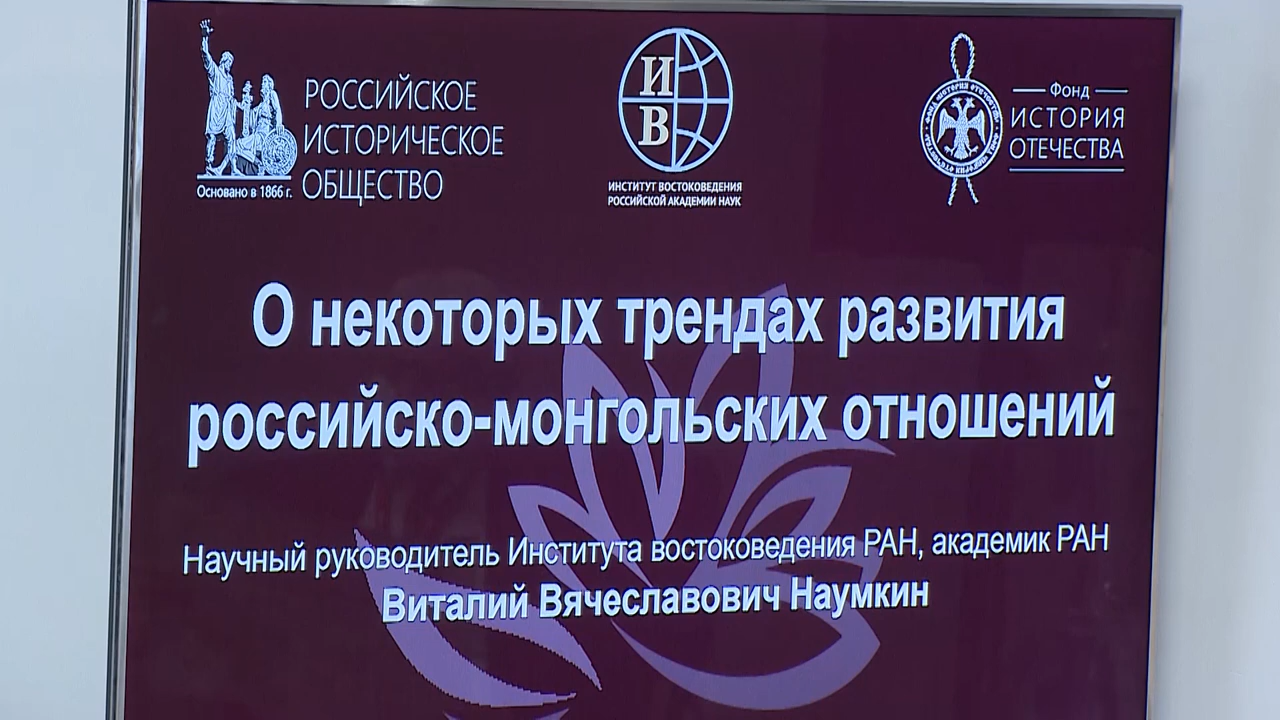 РОССИЙСКОЕ
ИСТОРИЧЕСКОЕ
ОБЩЕСТВО
Основано в 1866 г.
И
В
ИНСТИТУТ ВОСТОКОВЕДЕНИЯ
РОССИЙСКОЙ АКАДЕМИИ НАУК
Фонд
ИСТОРИЯ
ОТЕЧЕСТВА
О некоторых трендах развития
российско-монгольских отношений
Научный руководитель Института востоковедения РАН, академик РАН
Виталий Вячеславович Наумкин